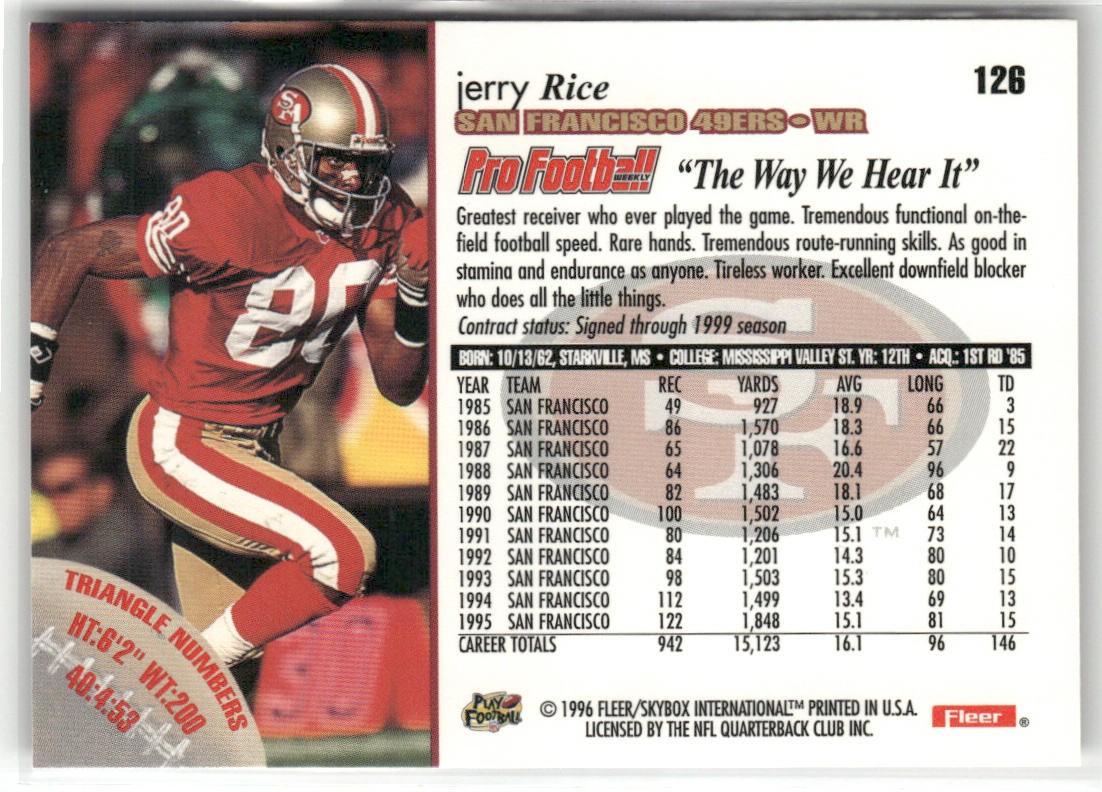 126
jerry Rice
SAN FRANCISCO 49ERS • WR
Pro Football WEEKLY "The Way We Hear It"
Greatest receiver who ever played the game. Tremendous functional on-the-
field football speed. Rare hands. Tremendous route-running skills. As good in
stamina and endurance as anyone. Tireless worker. Excellent downfield blocker
who does all the little things.
Contract status: Signed through 1999 season
BORN: 10/13/62, STARKVILLE, MS • COLLEGE: MISSISSIPPI VALLEY ST. YR: 12TH • ACQ.: 1ST RD '85
YEAR TEAM REC YARDS AVG LONG TD
1985 SAN FRANCISCO 49 927 18.9 66 3
1986 SAN FRANCISCO 86 1,570 18.3 66 15
1987 SAN FRANCISCO 65 1,078 16.6 57 22
1988 SAN FRANCISCO 64 1,306 20.4 96 9
1989 SAN FRANCISCO 82 1,483 18.1 68 17
1990 SAN FRANCISCO 100 1,502 15.0 64 13
1991 SAN FRANCISCO 80 1,206 15.1 73 14
1992 SAN FRANCISCO 84 1,201 14.3 80 10
1993 SAN FRANCISCO 98 1,503 15.3 80 15
1994 SAN FRANCISCO 112 1,499 13.4 69 13
1995 SAN FRANCISCO 122 1,848 15.1 81 15
CAREER TOTALS 942 15,123 16.1 96 146
SF
TM
80
80
SF
TRIANGLE NUMBERS
HT:6'2" WT:200
40:4:53
PLAY FOOTBALL
© 1996 FLEER/SKYBOX INTERNATIONAL™ PRINTED IN U.S.A.
LICENSED BY THE NFL QUARTERBACK CLUB INC.
Fleer ®